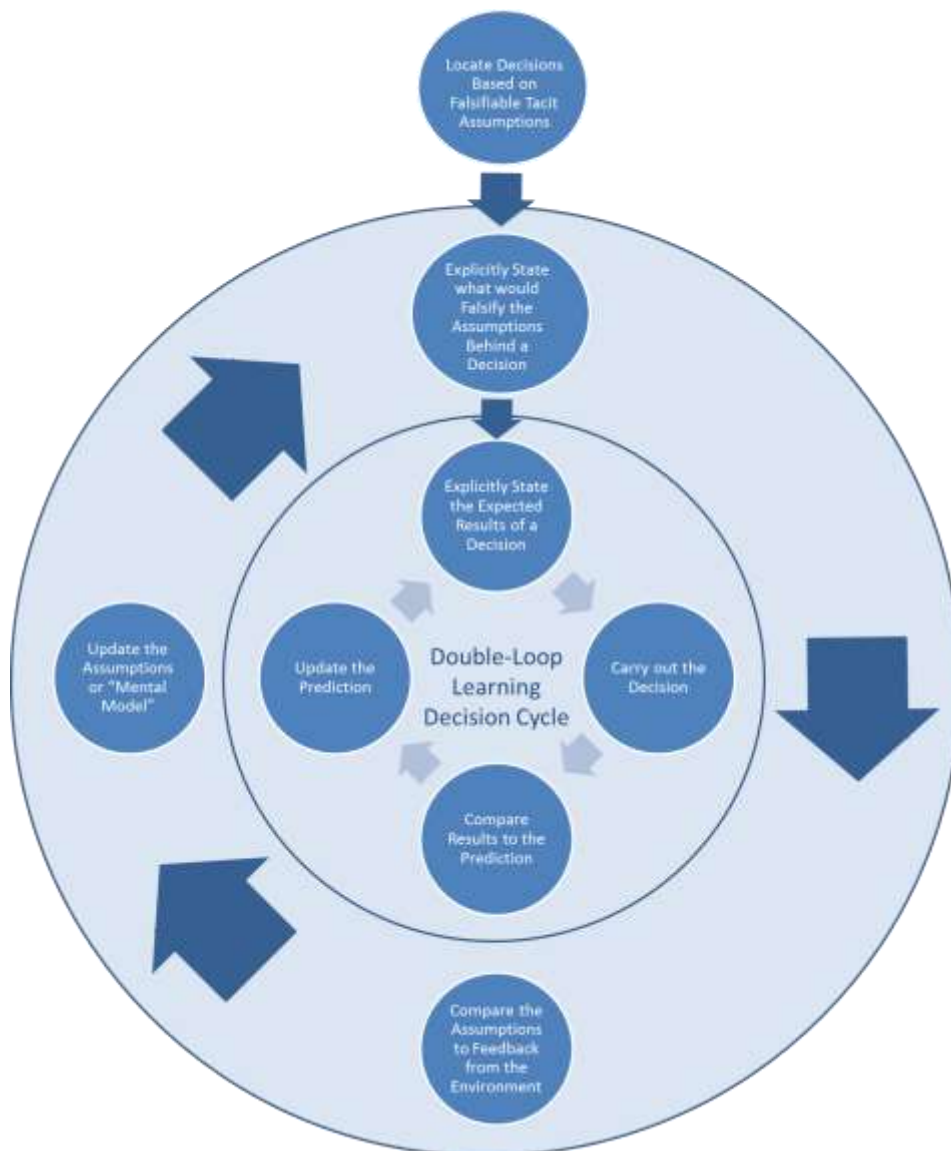 Locate Decisions
Based on
Falsifiable Tacit
Assumptions
Explicitly State
what would
Falsify the
Assumptions
Behind a
Decision
Explicitly State
the Expected
Results of a
Decision
Update the
Assumptions
or "Mental
Model"
Update the
Prediction
Double-Loop
Learning
Decision Cycle
Carry out the
Decision
Compare
Results to the
Prediction
Compare the
Assumptions
to Feedback
from the
Environment